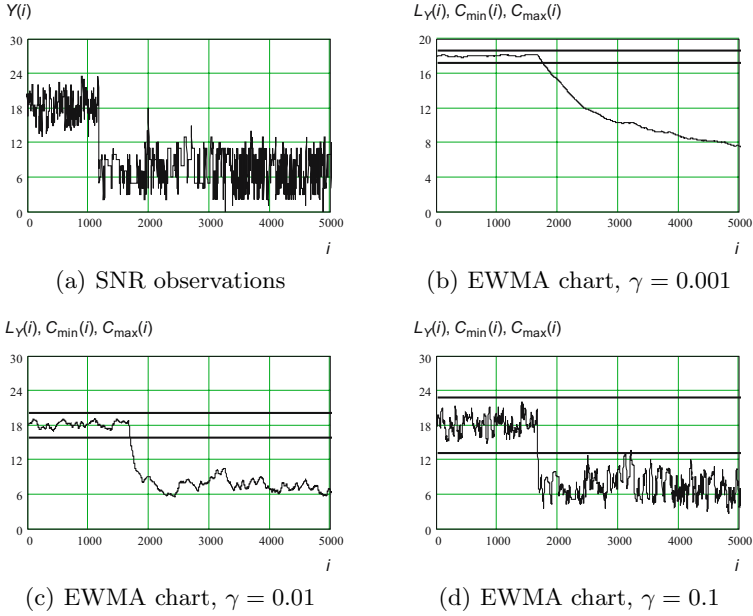 Y(i)
30
24
18
12
6
0
0 1000 2000 3000 4000 5000
i
(a) SNR observations
L_Y(i), C_min(i), C_max(i)
20
16
12
8
4
0
0 1000 2000 3000 4000 5000
i
(b) EWMA chart, γ = 0.001
L_Y(i), C_min(i), C_max(i)
30
24
18
12
6
0
0 1000 2000 3000 4000 5000
i
(c) EWMA chart, γ = 0.01
L_Y(i), C_min(i), C_max(i)
30
24
18
12
6
0
0 1000 2000 3000 4000 5000
i
(d) EWMA chart, γ = 0.1